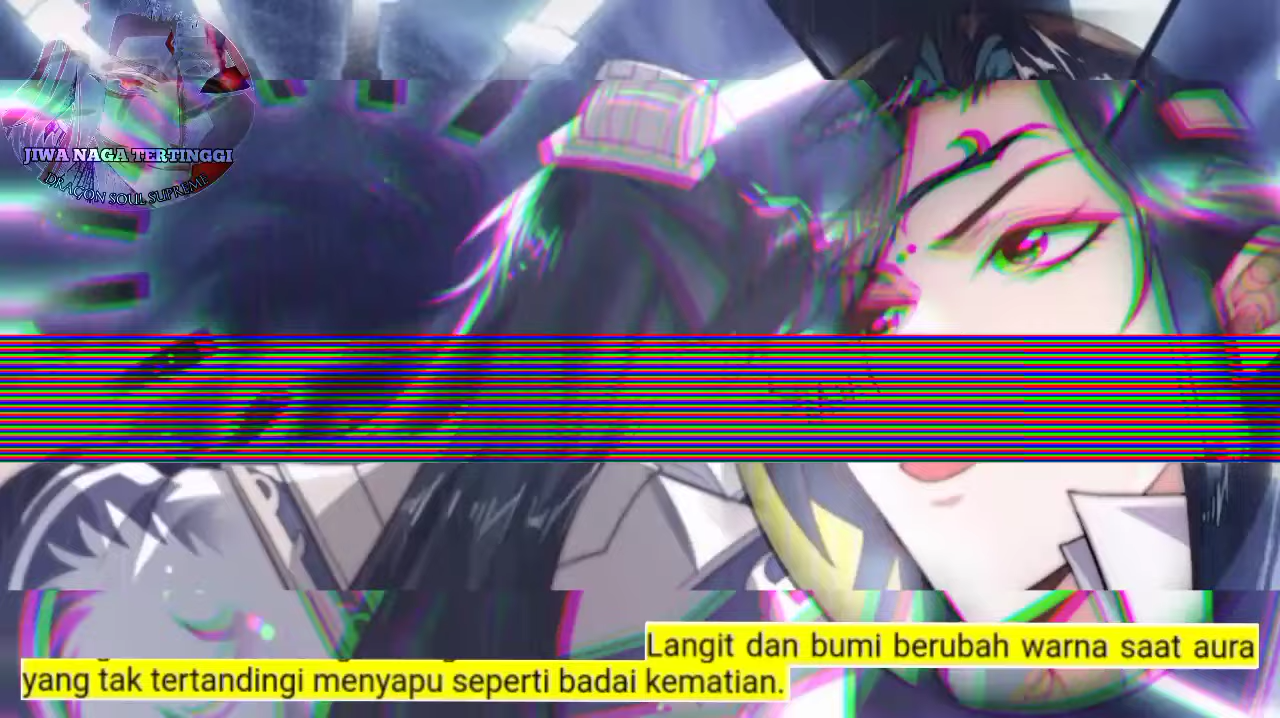 JIWA NAGA TERTINGGI
DRAGON SOUL SUPREME
Langit dan bumi berubah warna saat aura
yang tak tertandingi menyapu seperti badai kematian.